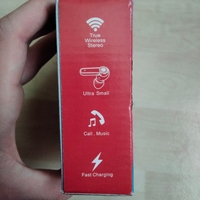 True
Wireless
Stereo
Ultra Small
Call . Music
Fast Charging